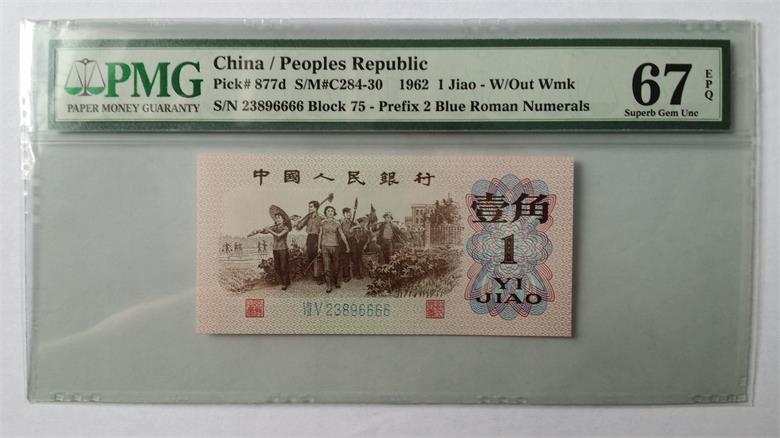 PMG
PAPER MONEY GUARANTY
China / Peoples Republic
Pick# 877d S/M#C284-30 1962 1 Jiao - W/Out Wmk
S/N 23896666 Block 75 - Prefix 2 Blue Roman Numerals
67 EPQ
Superb Gem Unc
中國人民銀行
壹角
1
YI
JIAO
ⅧⅤ23896666